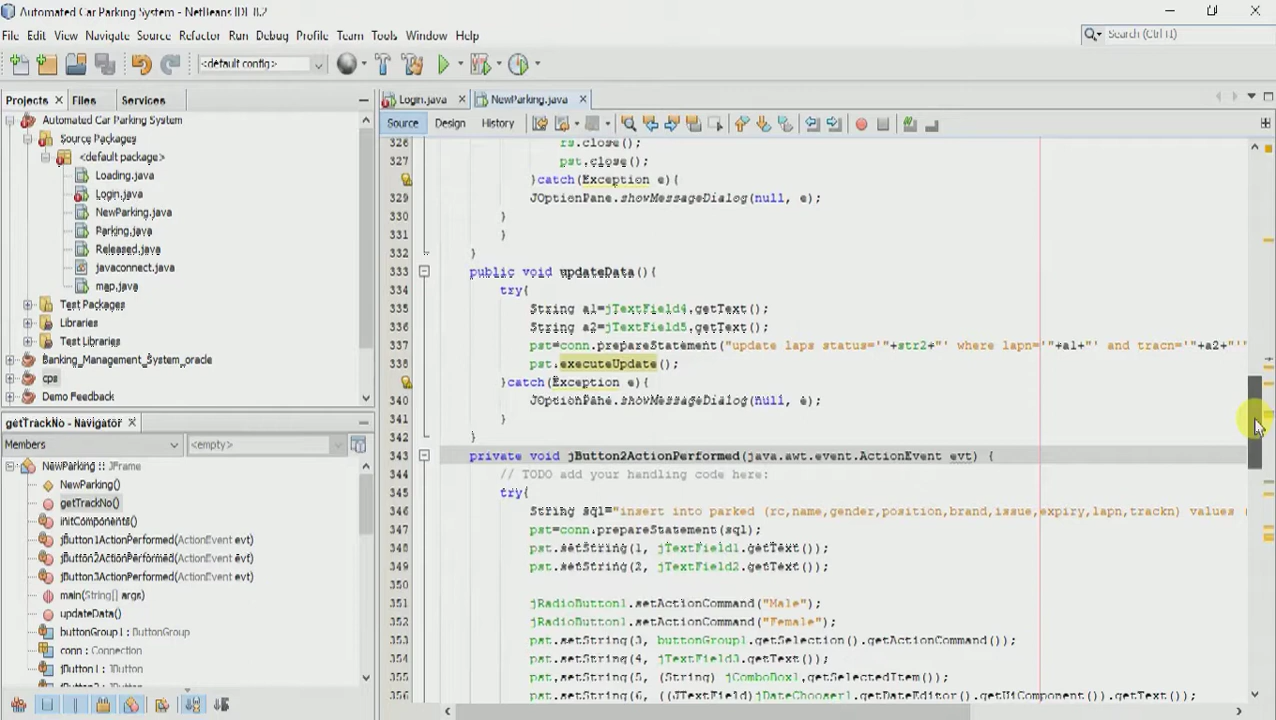 Automated Car Parking System - NetBeans IDE 8.2
File Edit View Navigate Source Refactor Run Debug Profile Team Tools Window Help
Search (Ctrl+I)
<default config>
Projects Files Services
Login.java NewParking.java
Source Design History
Automated Car Parking System
Source Packages
<default package>
Loading.java
Login.java
NewParking.java
Parking.java
Released.java
javaconnect.java
map.java
Test Packages
Libraries
Test Libraries
Banking_Management_System_oracle
cps
Demo Feedback
getTrackNo - Navigator
Members <empty>
NewParking :: JFrame
NewParking()
getTrackNo()
initComponents()
jButton1ActionPerformed(ActionEvent evt)
jButton2ActionPerformed(ActionEvent evt)
jButton3ActionPerformed(ActionEvent evt)
main(String[] args)
updateData()
buttonGroup1 : ButtonGroup
conn : Connection
jButton1 : JButton
326 rs.close();
327 pst.close();
}catch(Exception e){
329 JOptionPane.showMessageDialog(null, e);
330 }
331 }
332 }
333 public void updateData(){
334 try{
335 String a1=jTextField4.getText();
336 String a2=jTextField5.getText();
337 pst=conn.prepareStatement("update laps status='"+str2+"' where lapn='"+a1+"' and tracn='"+a2+"'"
338 pst.executeUpdate();
}catch(Exception e){
340 JOptionPane.showMessageDialog(null, e);
341 }
342 }
343 private void jButton2ActionPerformed(java.awt.event.ActionEvent evt) {
344 // TODO add your handling code here:
345 try{
346 String sql="insert into parked (rc,name,gender,position,brand,issue,expiry,lapn,trackn) values (
347 pst=conn.prepareStatement(sql);
348 pst.setString(1, jTextField1.getText());
349 pst.setString(2, jTextField2.getText());
350
351 jRadioButton1.setActionCommand("Male");
352 jRadioButton1.setActionCommand("Female");
353 pst.setString(3, buttonGroup1.getSelection().getActionCommand());
354 pst.setString(4, jTextField3.getText());
355 pst.setString(5, (String) jComboBox1.getSelectedItem());
356 pst.setString(6, ((JTextField)jDateChooser1.getDateEditor().getUiComponent()).getText());